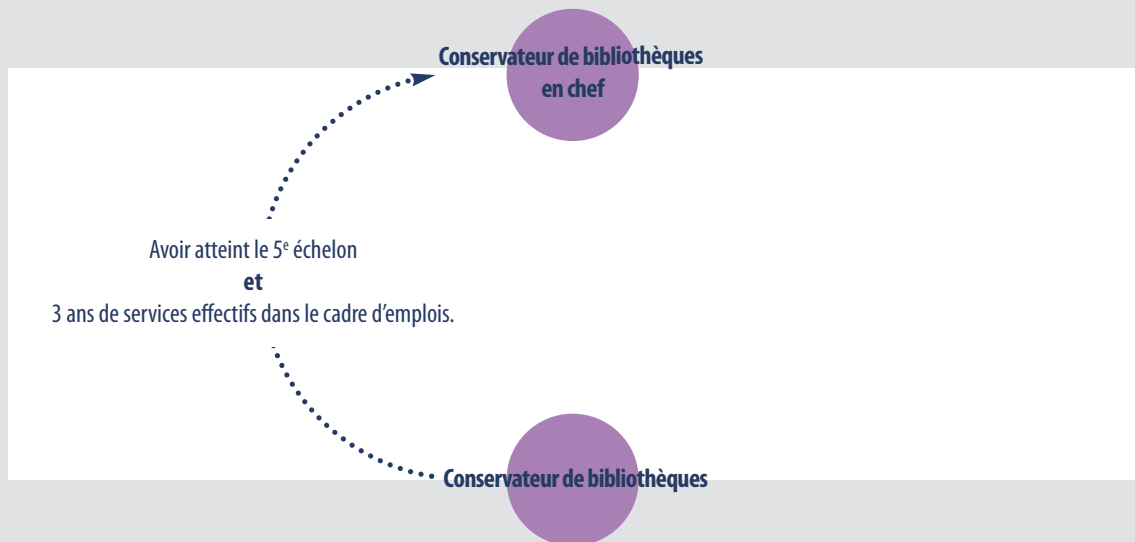 Conservateur de bibliothèques
en chef
Avoir atteint le 5e échelon
et
3 ans de services effectifs dans le cadre d’emplois.
Conservateur de bibliothèques